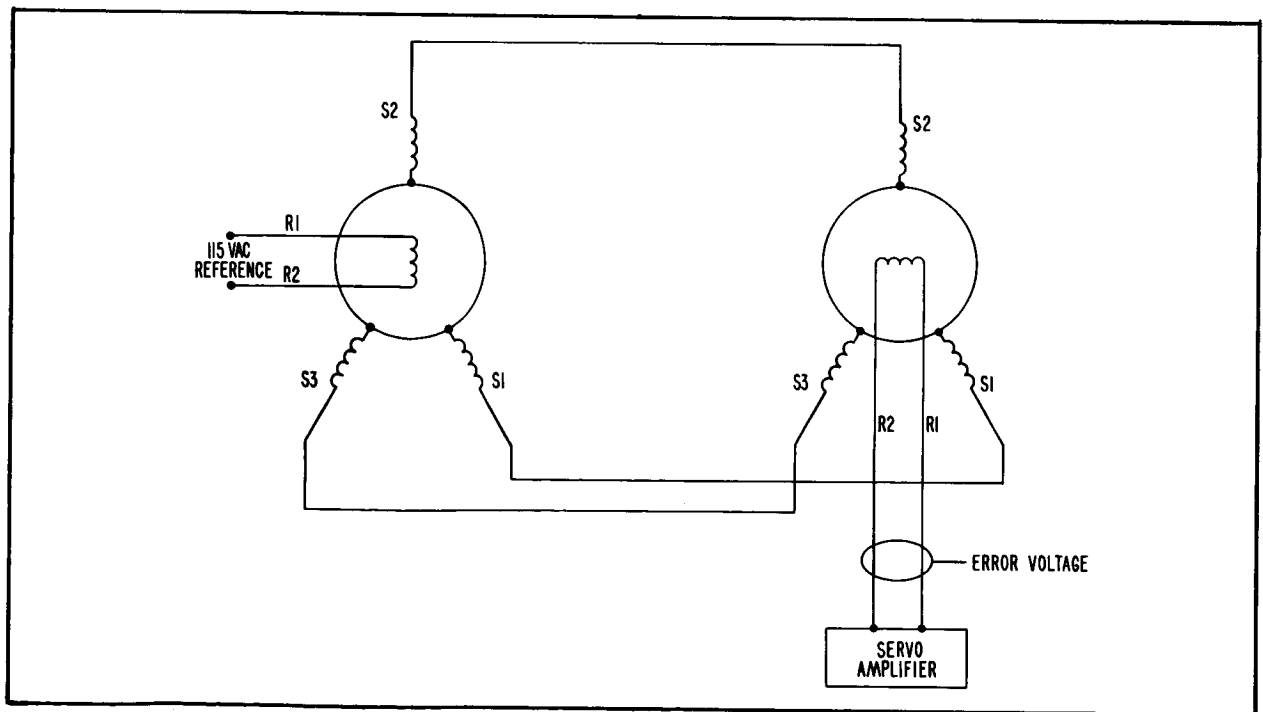 S2
S2
R1
115 VAC
REFERENCE
R2
S3
S1
S3
S1
R2
R1
ERROR VOLTAGE
SERVO
AMPLIFIER